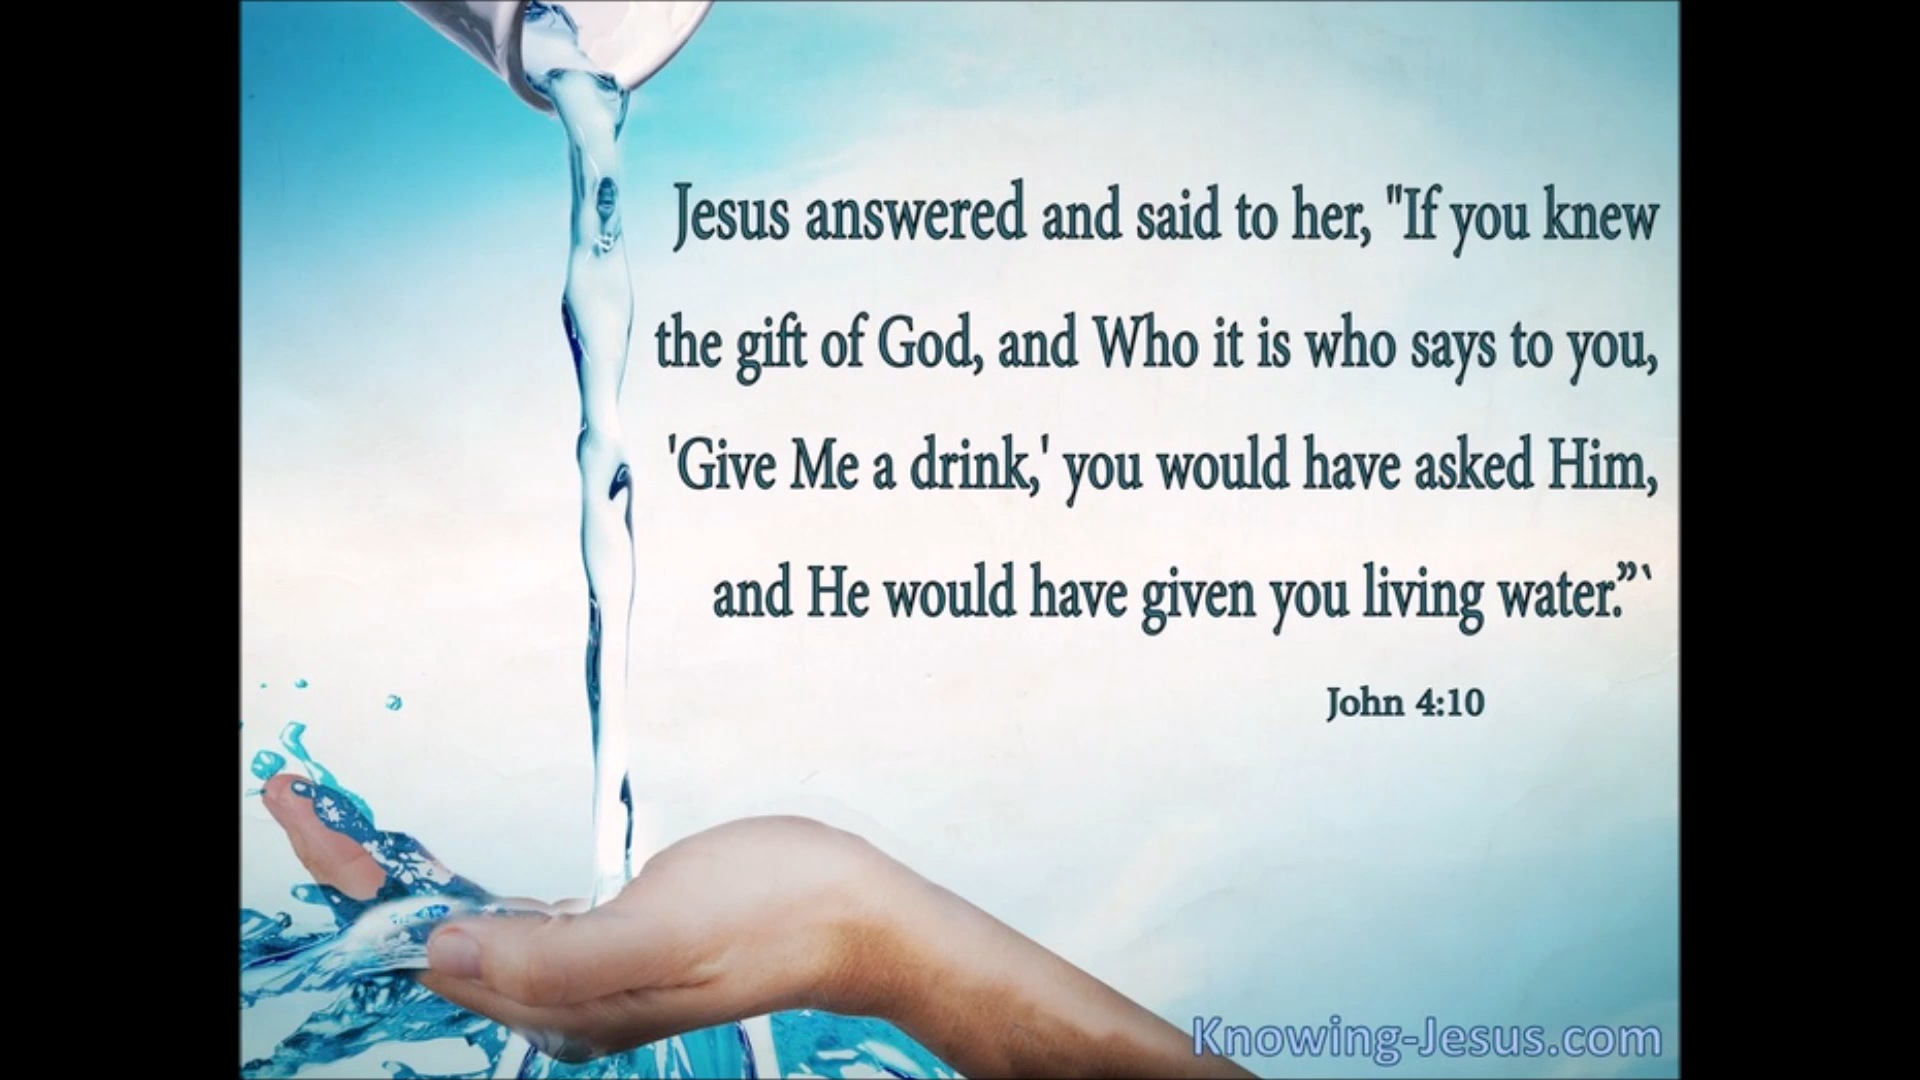 Jesus answered and said to her, "If you knew
the gift of God, and Who it is who says to you,
'Give Me a drink,' you would have asked Him,
and He would have given you living water.”`
John 4:10
Knowing-Jesus.com